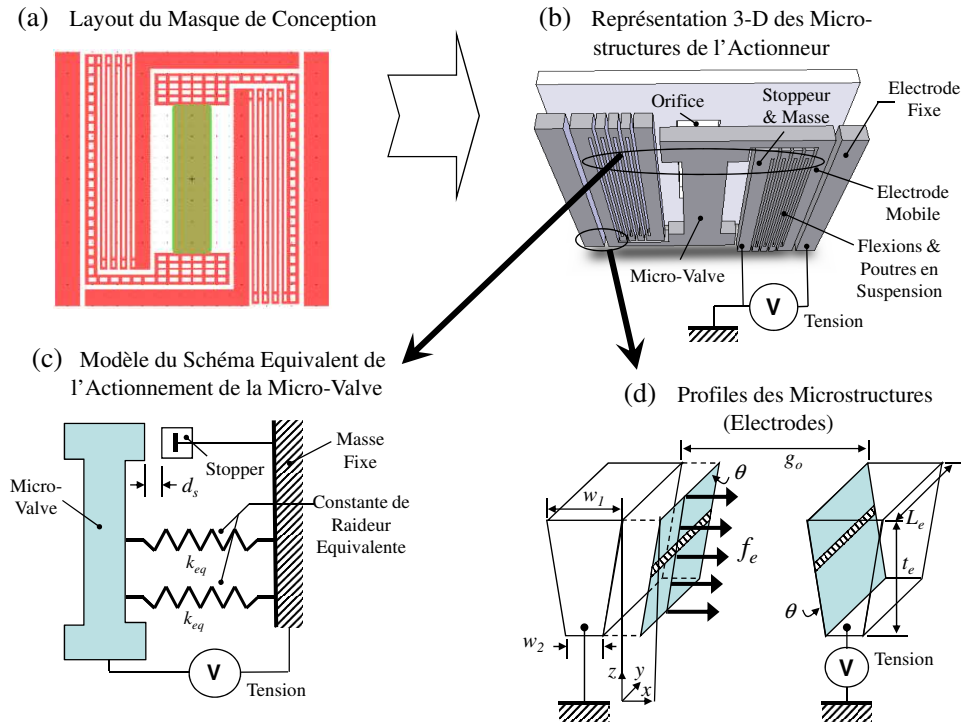 (a) Layout du Masque de Conception
(b) Représentation 3-D des Micro-
structures de l'Actionneur
Orifice
Stoppeur
& Masse
Electrode
Fixe
Electrode
Mobile
Flexions &
Poutres en
Suspension
Micro-Valve
V
Tension
(c) Modèle du Schéma Equivalent de
l'Actionnement de la Micro-Valve
Stopper
Masse
Fixe
Micro-
Valve
d_s
Constante de
Raideur
Equivalente
k_eq
k_eq
V
Tension
(d) Profiles des Microstructures
(Electrodes)
g_o
w_1
θ
f_e
L_e
t_e
θ
w_2
z
y
x
V
Tension